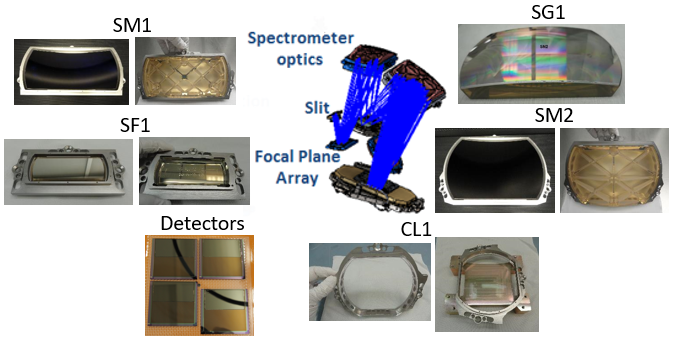 SM1
SG1
Spectrometer
optics
Slit
SF1
SM2
Focal Plane
Array
Detectors
CL1